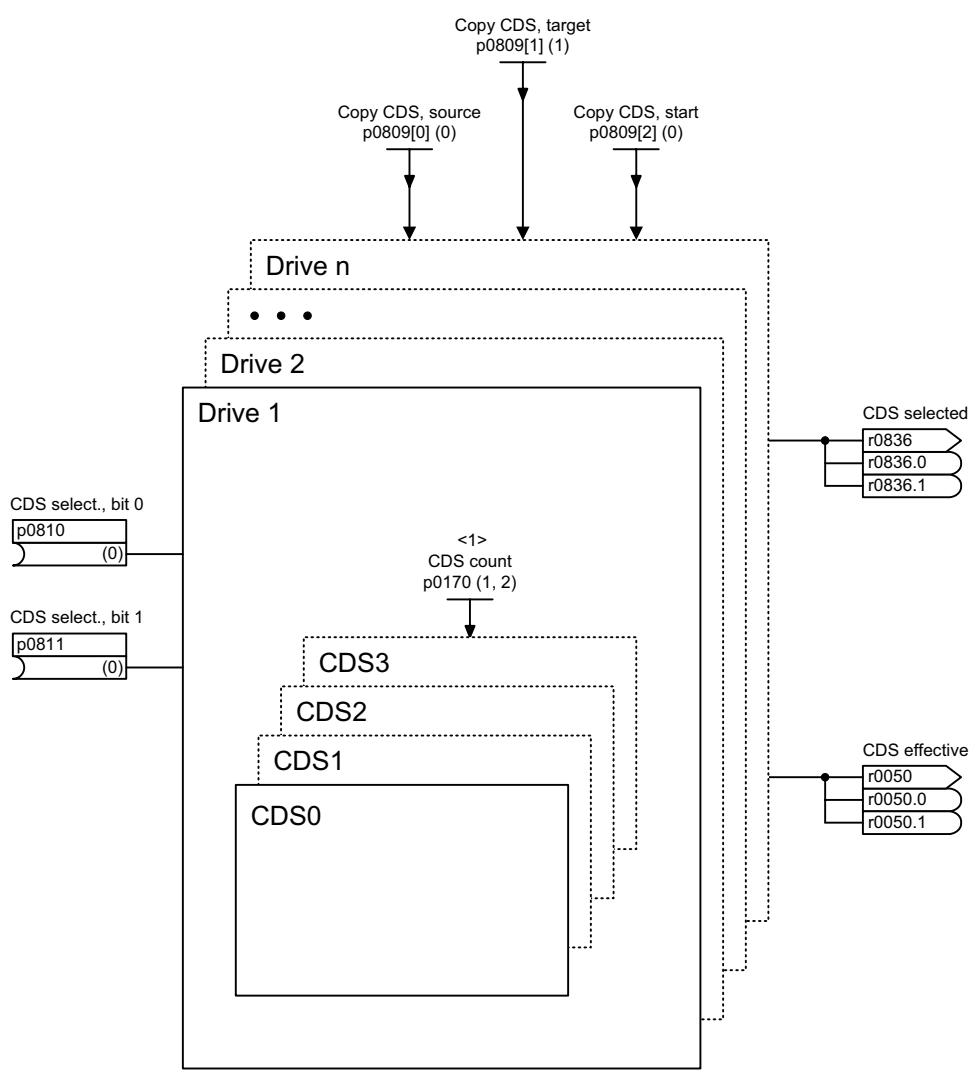 Copy CDS, target
p0809[1] (1)
Copy CDS, source
p0809[0] (0)
Copy CDS, start
p0809[2] (0)
Drive n
• • •
Drive 2
Drive 1
CDS selected
r0836
r0836.0
r0836.1
CDS select., bit 0
p0810
(0)
<1>
CDS count
p0170 (1, 2)
CDS select., bit 1
p0811
(0)
CDS3
CDS2
CDS1
CDS0
CDS effective
r0050
r0050.0
r0050.1